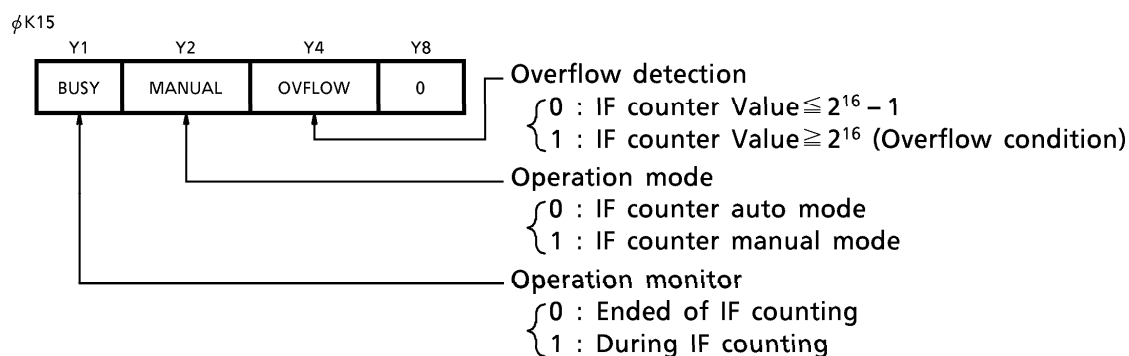 ϕK15
Y1 Y2 Y4 Y8
BUSY MANUAL OVFLOW 0
Overflow detection
0 : IF counter Value≦2¹⁶ – 1
1 : IF counter Value≧2¹⁶ (Overflow condition)
Operation mode
0 : IF counter auto mode
1 : IF counter manual mode
Operation monitor
0 : Ended of IF counting
1 : During IF counting